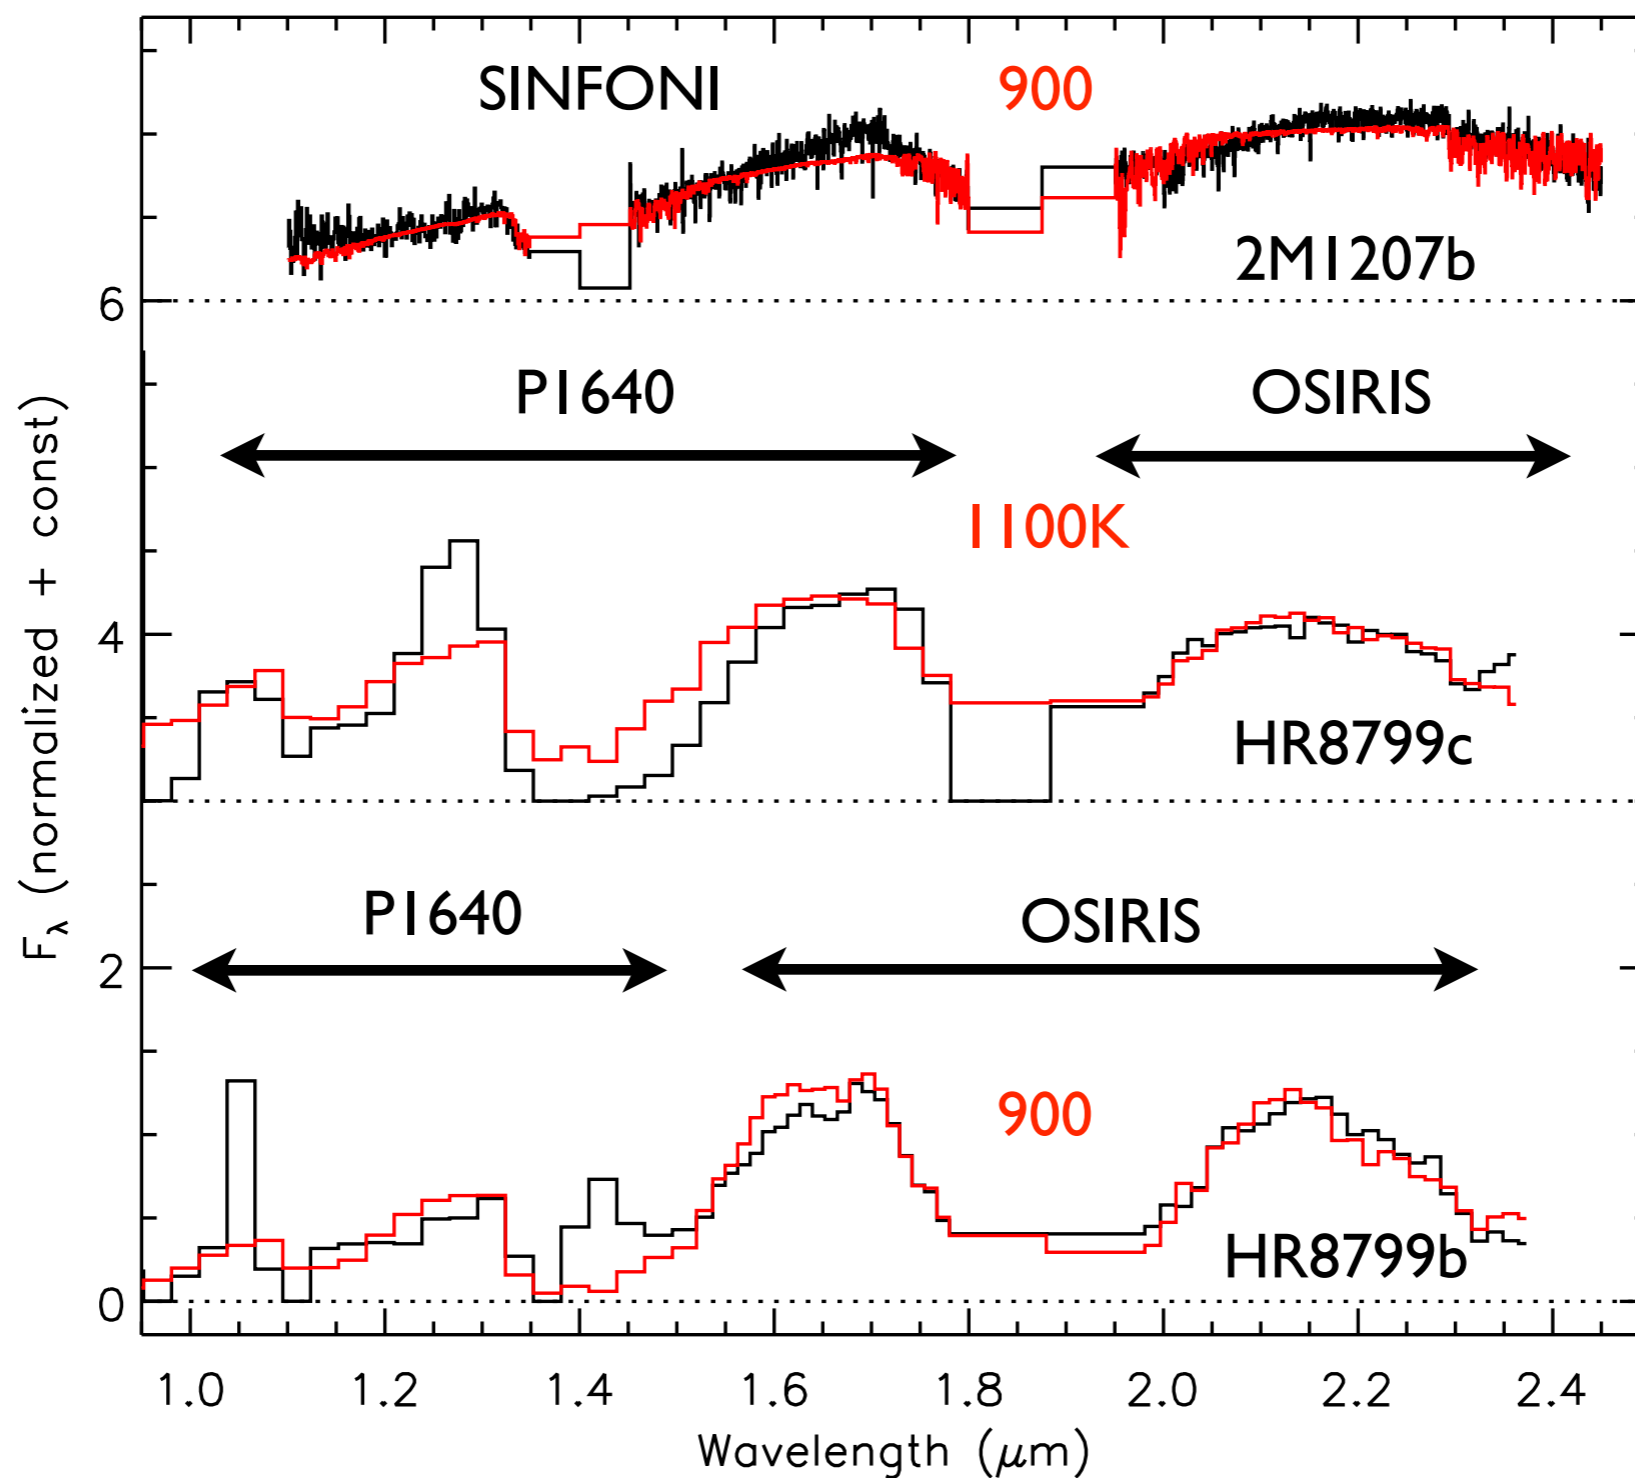 SINFONI
900
2M1207b
6
P1640
OSIRIS
1100K
4
HR8799c
P1640
OSIRIS
2
900
HR8799b
0
1.0 1.2 1.4 1.6 1.8 2.0 2.2 2.4
Wavelength (μm)
Fλ (normalized + const)